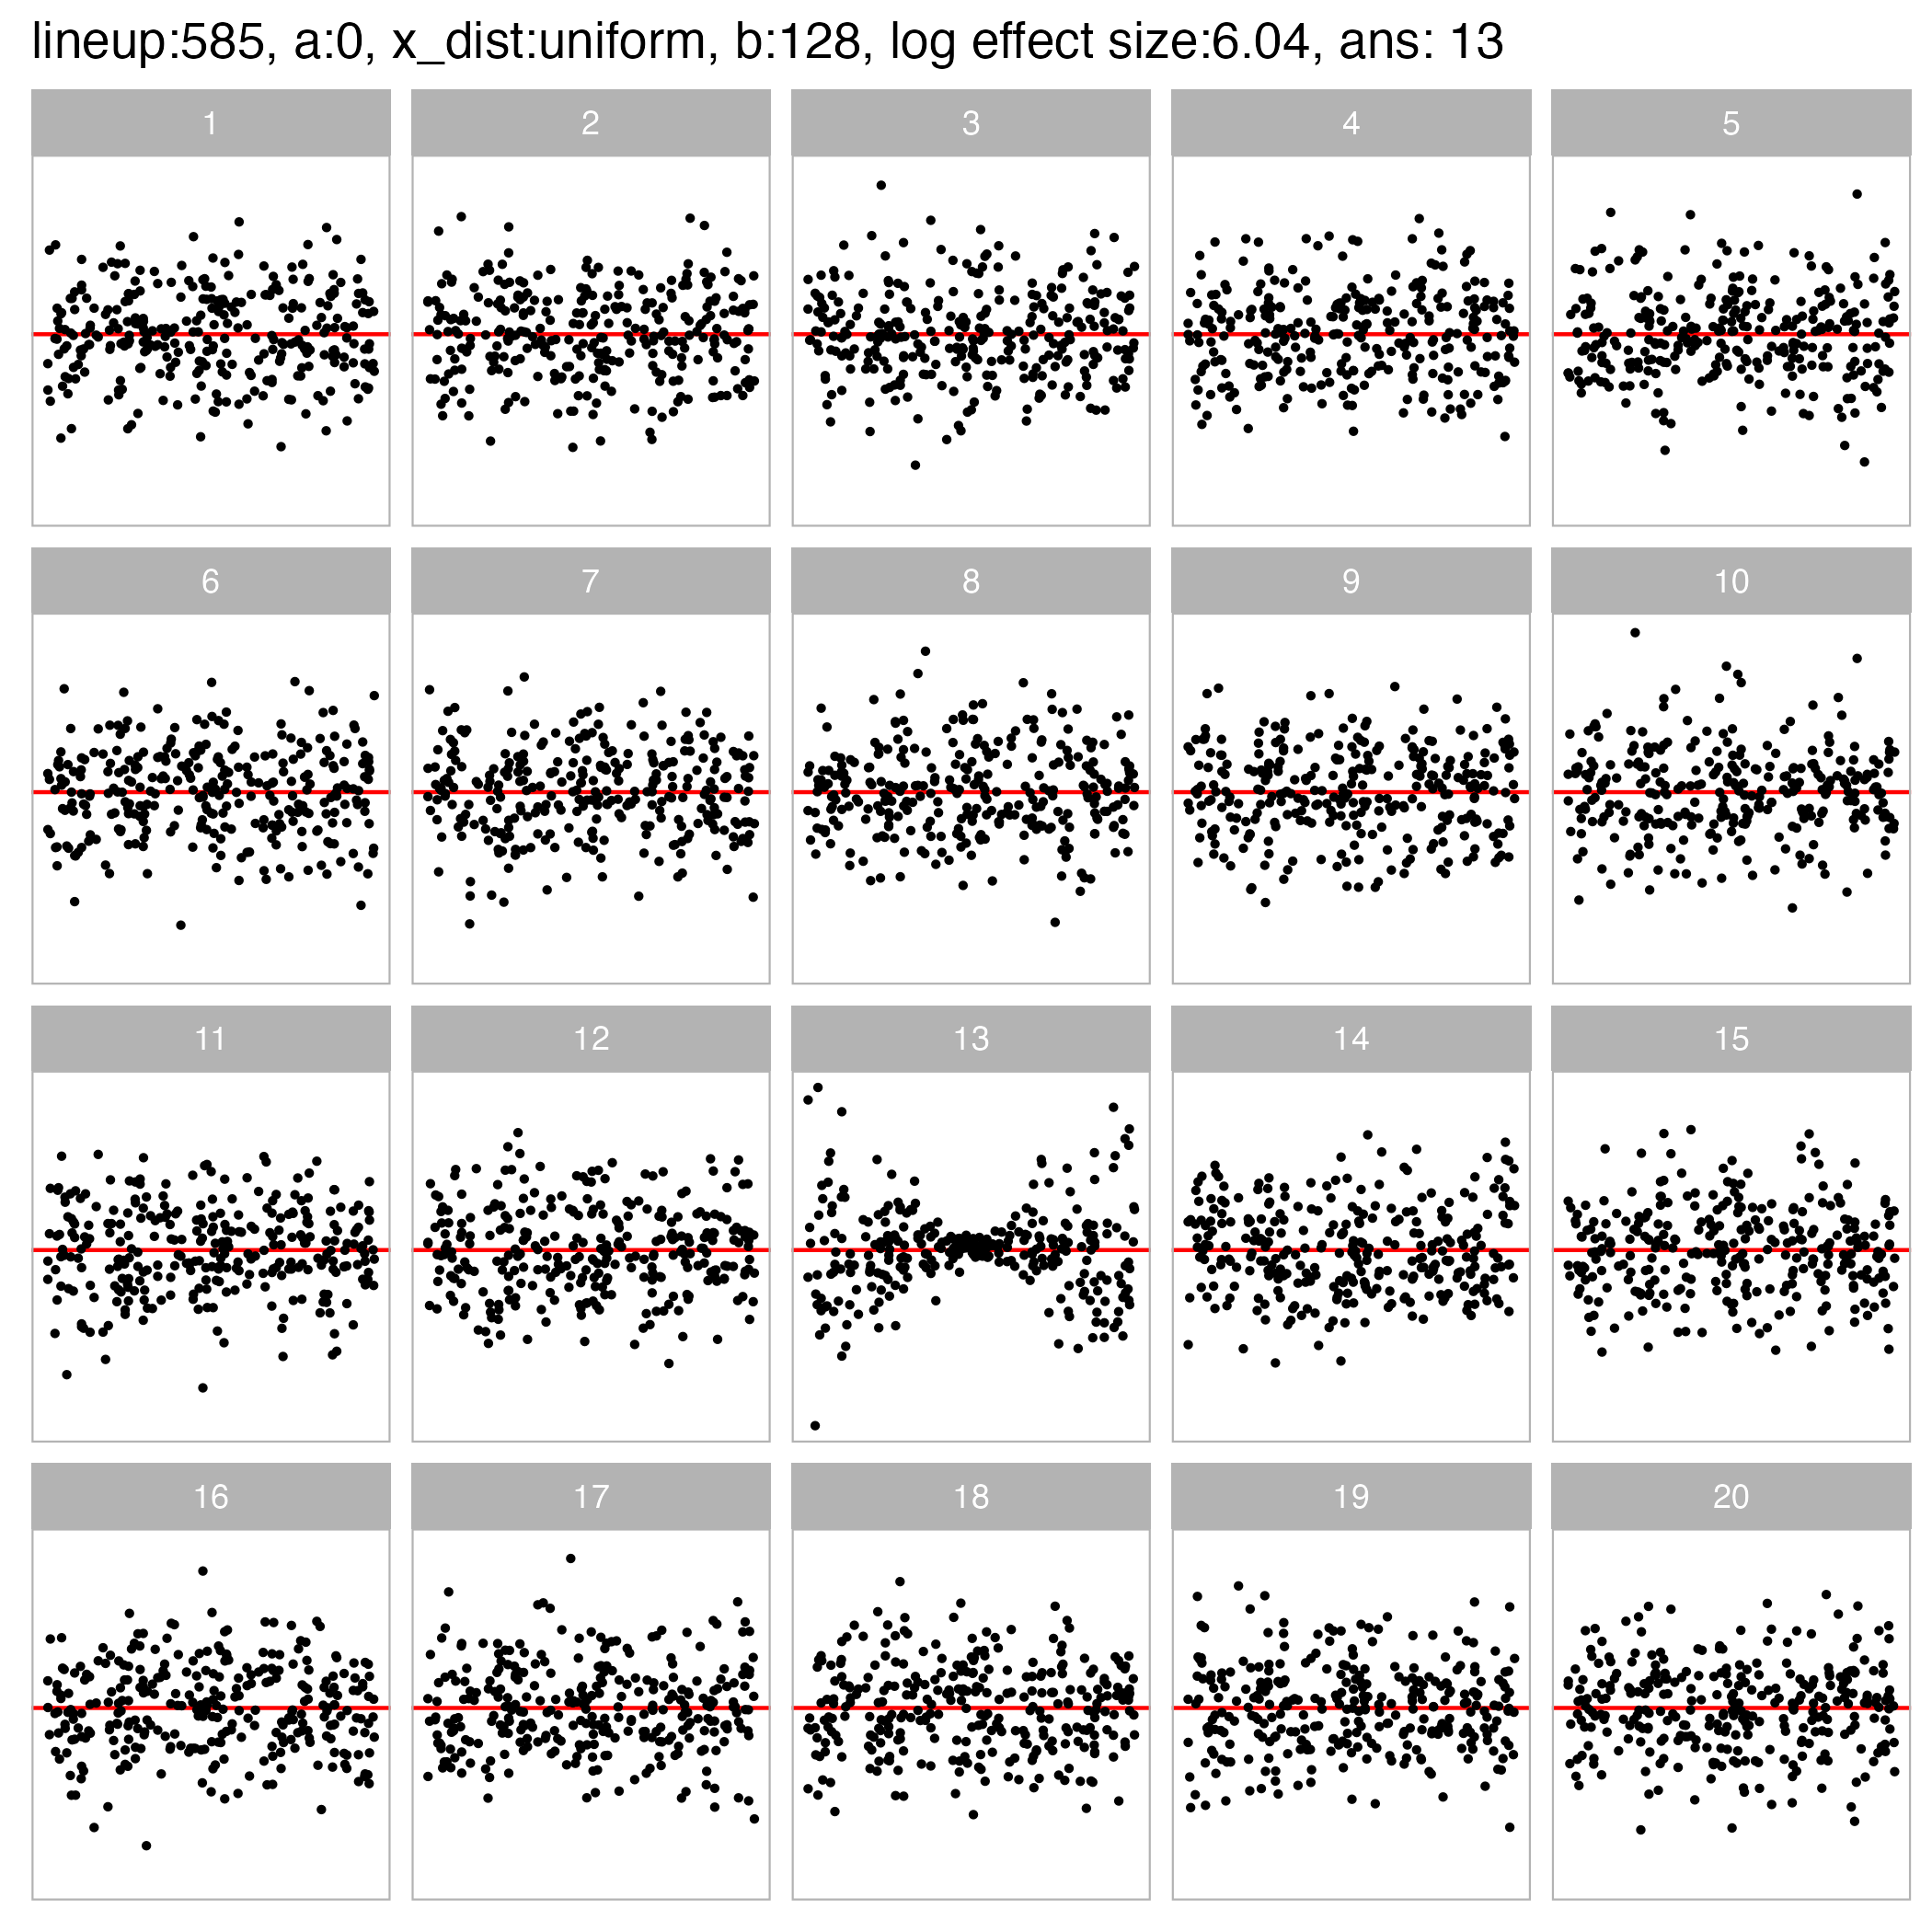 lineup:585, a:0, x_dist:uniform, b:128, log effect size:6.04, ans: 13
1 2 3 4 5
6 7 8 9 10
11 12 13 14 15
16 17 18 19 20